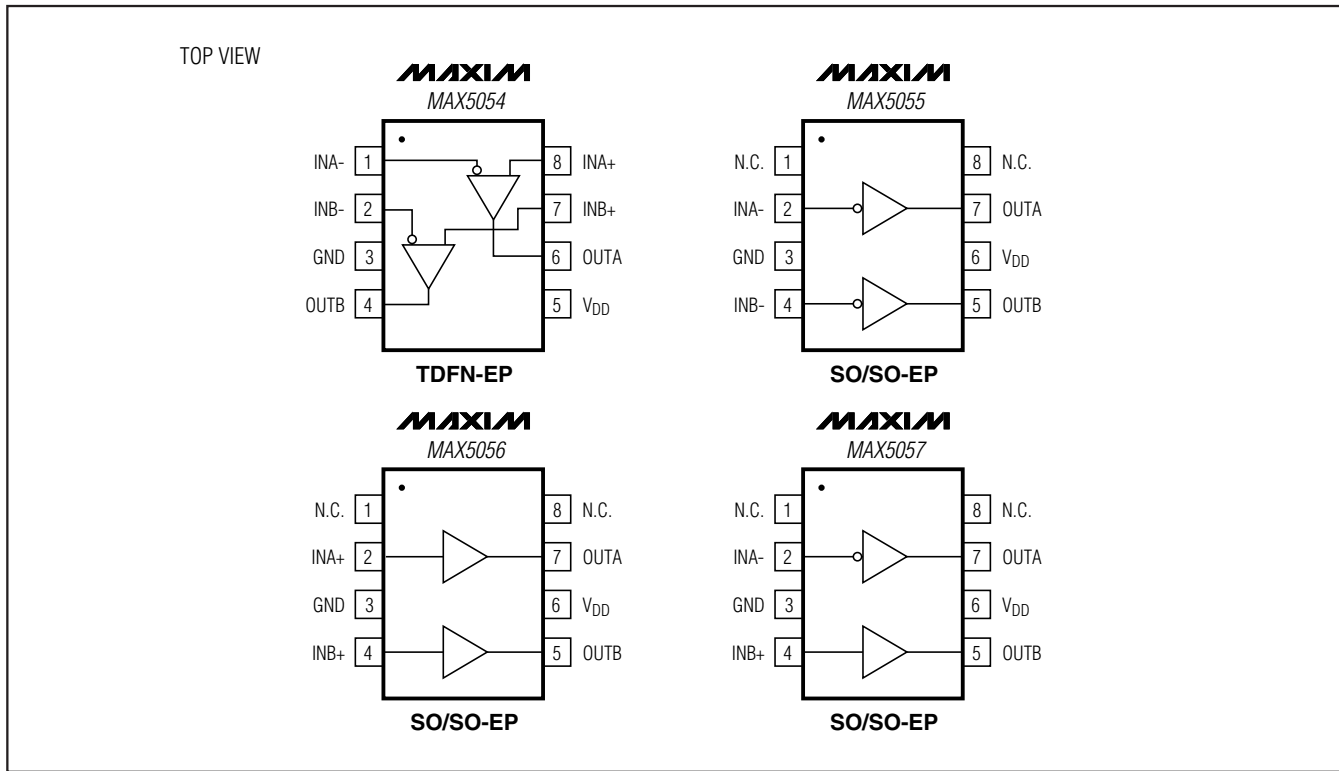 TOP VIEW
MAXIM
MAX5054
INA- 1
8 INA+
INB- 2
7 INB+
GND 3
6 OUTA
OUTB 4
5 VDD
TDFN-EP
MAXIM
MAX5055
N.C. 1
8 N.C.
INA- 2
7 OUTA
GND 3
6 VDD
INB- 4
5 OUTB
SO/SO-EP
MAXIM
MAX5056
N.C. 1
8 N.C.
INA+ 2
7 OUTA
GND 3
6 VDD
INB+ 4
5 OUTB
SO/SO-EP
MAXIM
MAX5057
N.C. 1
8 N.C.
INA- 2
7 OUTA
GND 3
6 VDD
INB+ 4
5 OUTB
SO/SO-EP